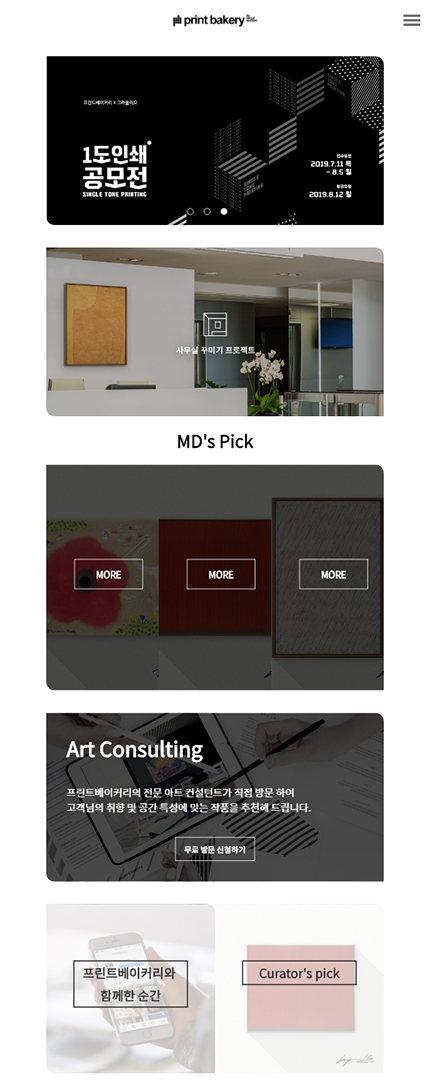 print bakery
프린트베이커리 X 그라폴리오
1도인쇄
공모전
SINGLE TONE PRINTING
SINGLE TONE
PRINTING
접수일정
2019.7.11 목
- 8.5 월
발표일정
2019.8.12 월
사무실 꾸미기 프로젝트
MD's Pick
MORE
MORE
MORE
Art Consulting
프린트베이커리의 전문 아트 컨설턴트가 직접 방문 하여
고객님의 취향 및 공간 특성에 맞는 작품을 추천해 드립니다.
무료 방문 신청하기
프린트베이커리와
함께한 순간
Curator's pick